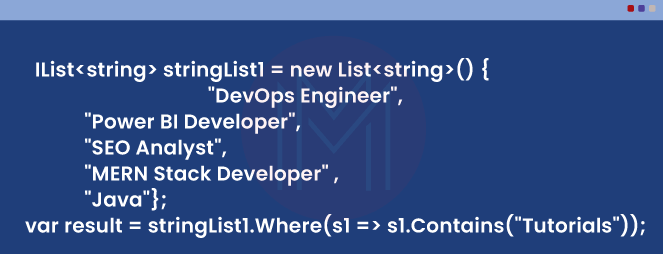 IList<string> stringList1 = new List<string>() {
"DevOps Engineer",
"Power BI Developer",
"SEO Analyst",
"MERN Stack Developer" ,
"Java"};
var result = stringList1.Where(s1 => s1.Contains("Tutorials"));